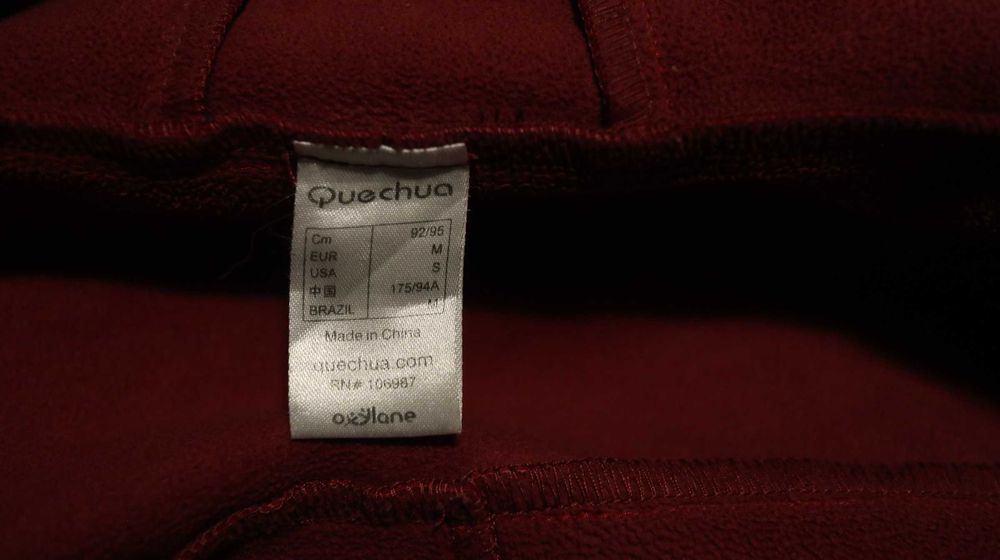 Quechua
Cm 92/95
EUR M
USA S
中国 175/94A
BRAZIL M
Made in China
quechua.com
RN# 106987
oxylane